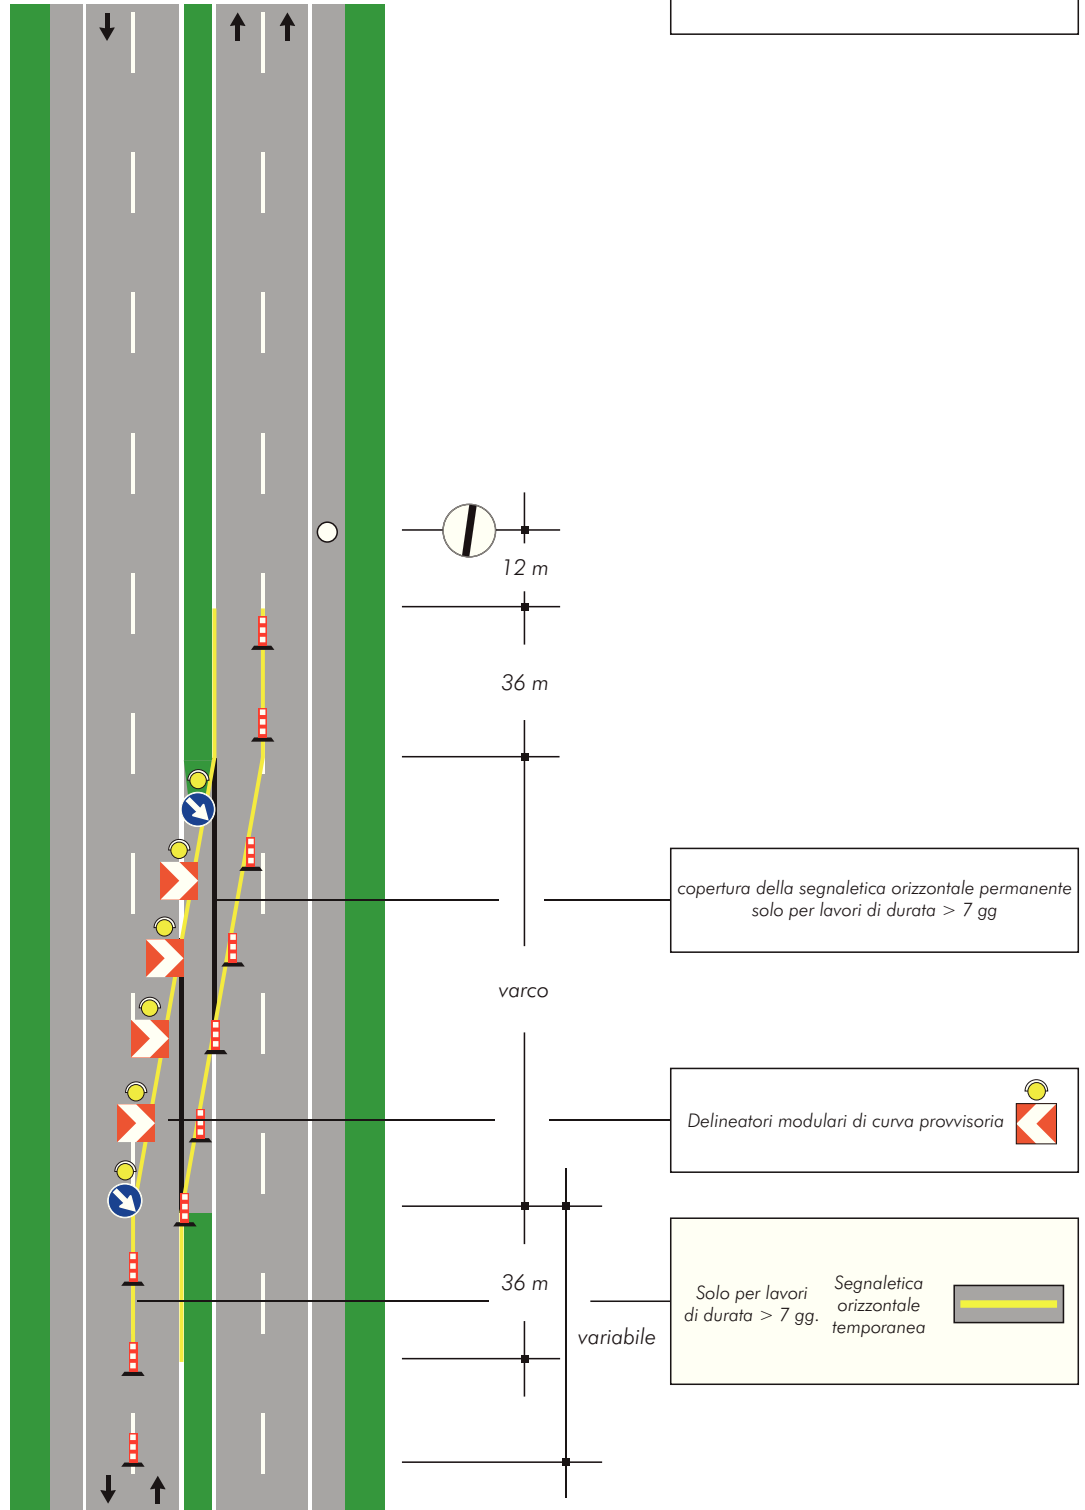 12 m
36 m
copertura della segnaletica orizzontale permanente
solo per lavori di durata > 7 gg
varco
Delineatori modulari di curva provvisoria
36 m
Solo per lavori
di durata > 7 gg.
Segnaletica
orizzontale
temporanea
variabile